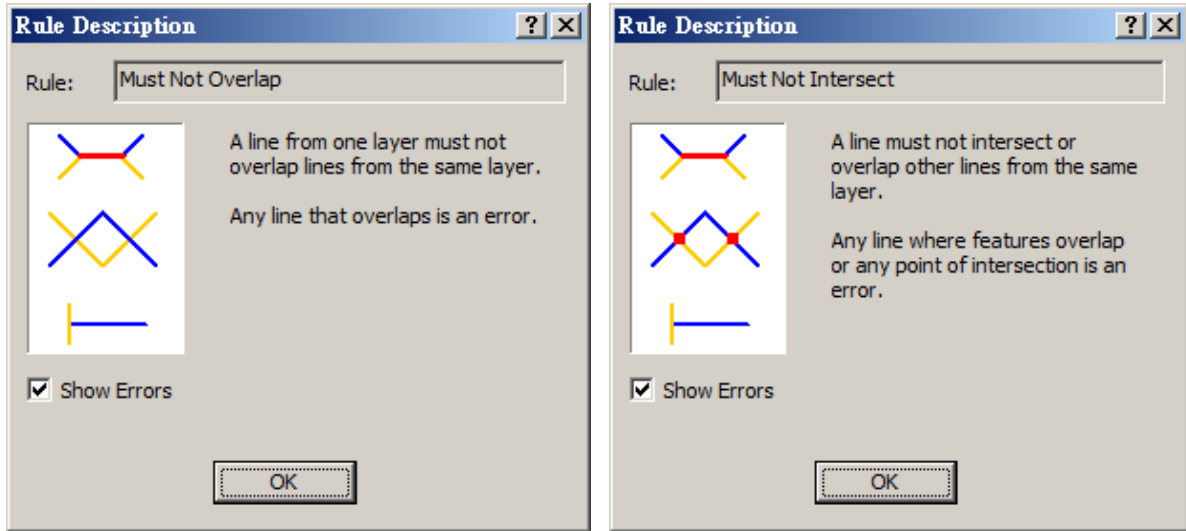 Rule Description
?
Rule:
Must Not Overlap
A line from one layer must not
overlap lines from the same layer.
Any line that overlaps is an error.
Show Errors
OK
Rule Description
?
Rule:
Must Not Intersect
A line must not intersect or
overlap other lines from the same
layer.
Any line where features overlap
or any point of intersection is an
error.
Show Errors
OK